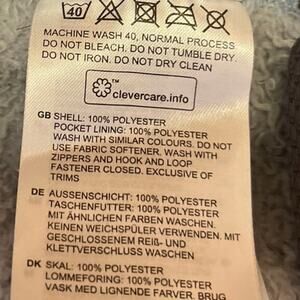 40
MACHINE WASH 40, NORMAL PROCESS
DO NOT BLEACH. DO NOT TUMBLE DRY.
DO NOT IRON. DO NOT DRY CLEAN
™
clevercare.info
GB SHELL: 100% POLYESTER
POCKET LINING: 100% POLYESTER
WASH WITH SIMILAR COLOURS. DO NOT
USE FABRIC SOFTENER. WASH WITH
ZIPPERS AND HOOK AND LOOP
FASTENER CLOSED. EXCLUSIVE OF
TRIMS
DE AUSSENSCHICHT: 100% POLYESTER
TASCHENFUTTER: 100% POLYESTER
MIT ÄHNLICHEN FARBEN WASCHEN.
KEINEN WEICHSPÜLER VERWENDEN. MIT
GESCHLOSSENEM REIß- UND
KLETTVERSCHLUSS WASCHEN
DK SKAL: 100% POLYESTER
LOMMEFORING: 100% POLYESTER
VASK MED LIGNENDE FARVER. BRUG